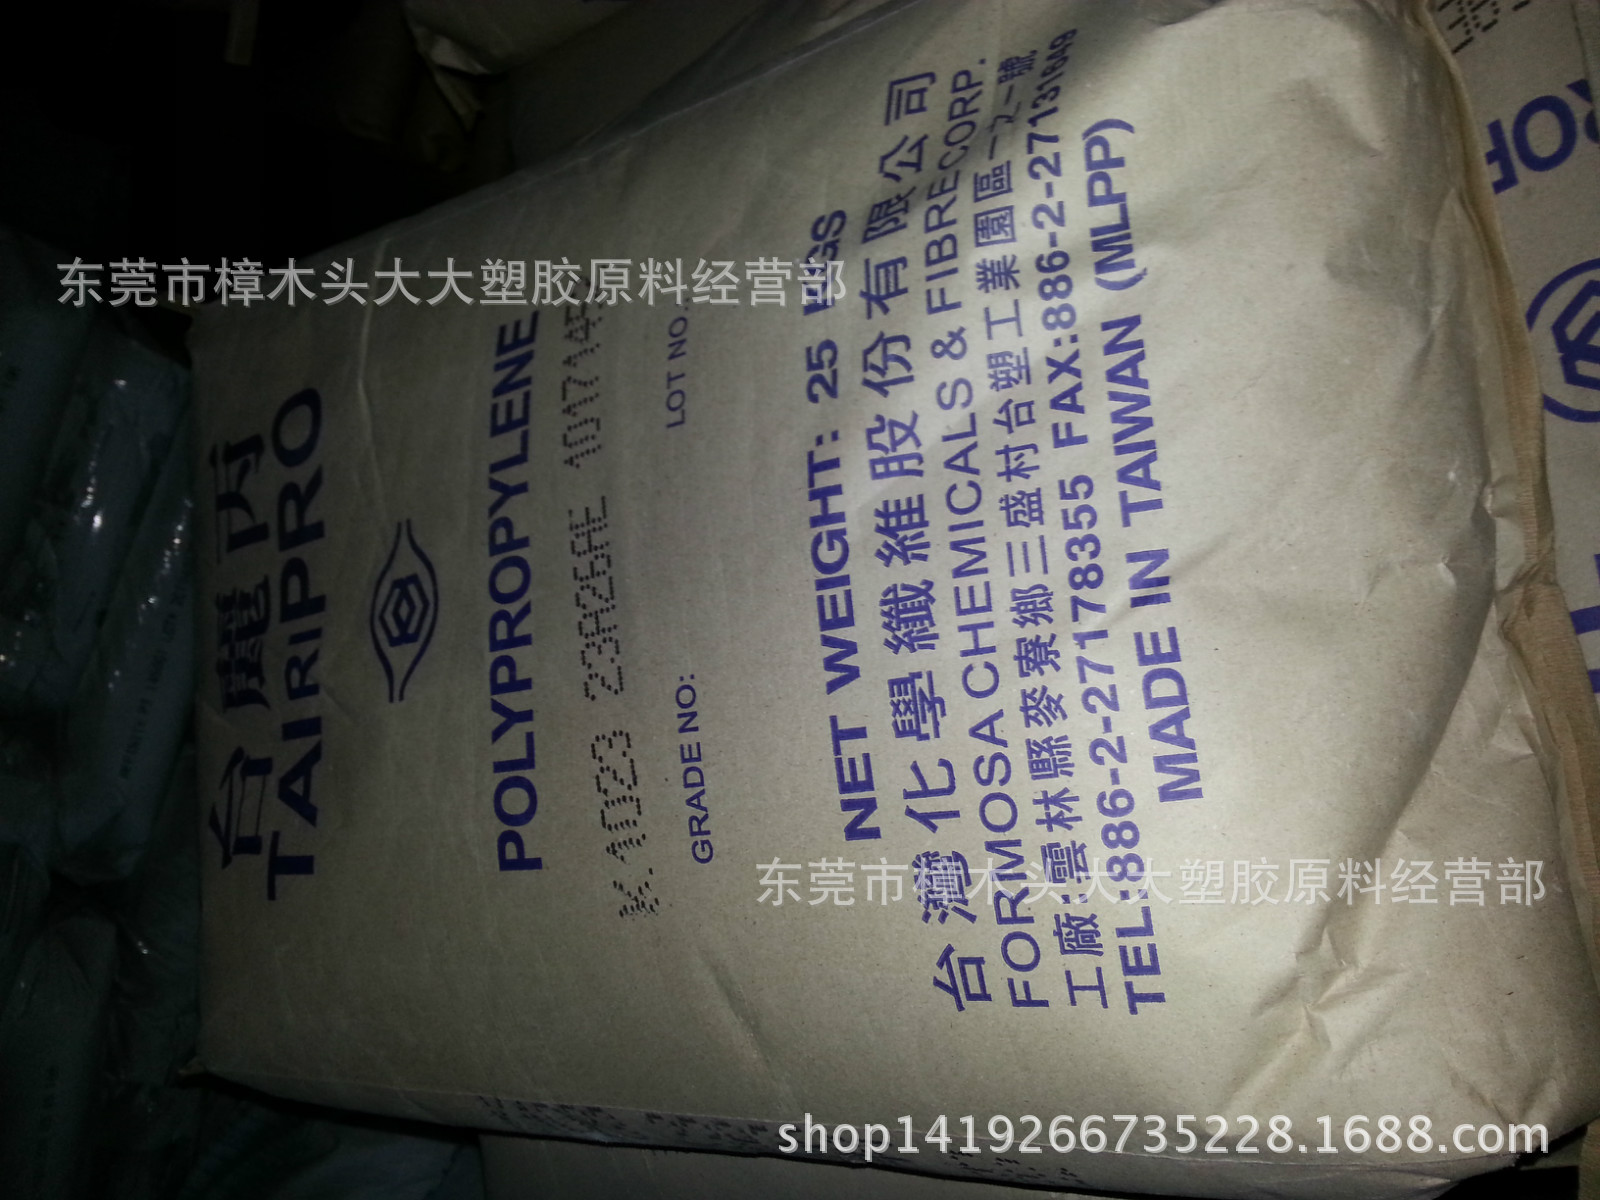 台麗丙
TAIRIPRO
POLYPROPYLENE
K1023 23A26AE
GRADE NO:
LOT NO.
NET WEIGHT: 25 KGS
台灣化學纖維股份有限公司
FORMOSA CHEMICALS & FIBRE CORP.
工廠:雲林縣麥寮鄉三盛村台塑工業園區一之一號
TEL:886-2-27178355 FAX:886-2-27131649
MADE IN TAIWAN (MLPP)
东莞市樟木头大大塑胶原料经营部
东莞市樟木头大大塑胶原料经营部
shop1419266735228.1688.com